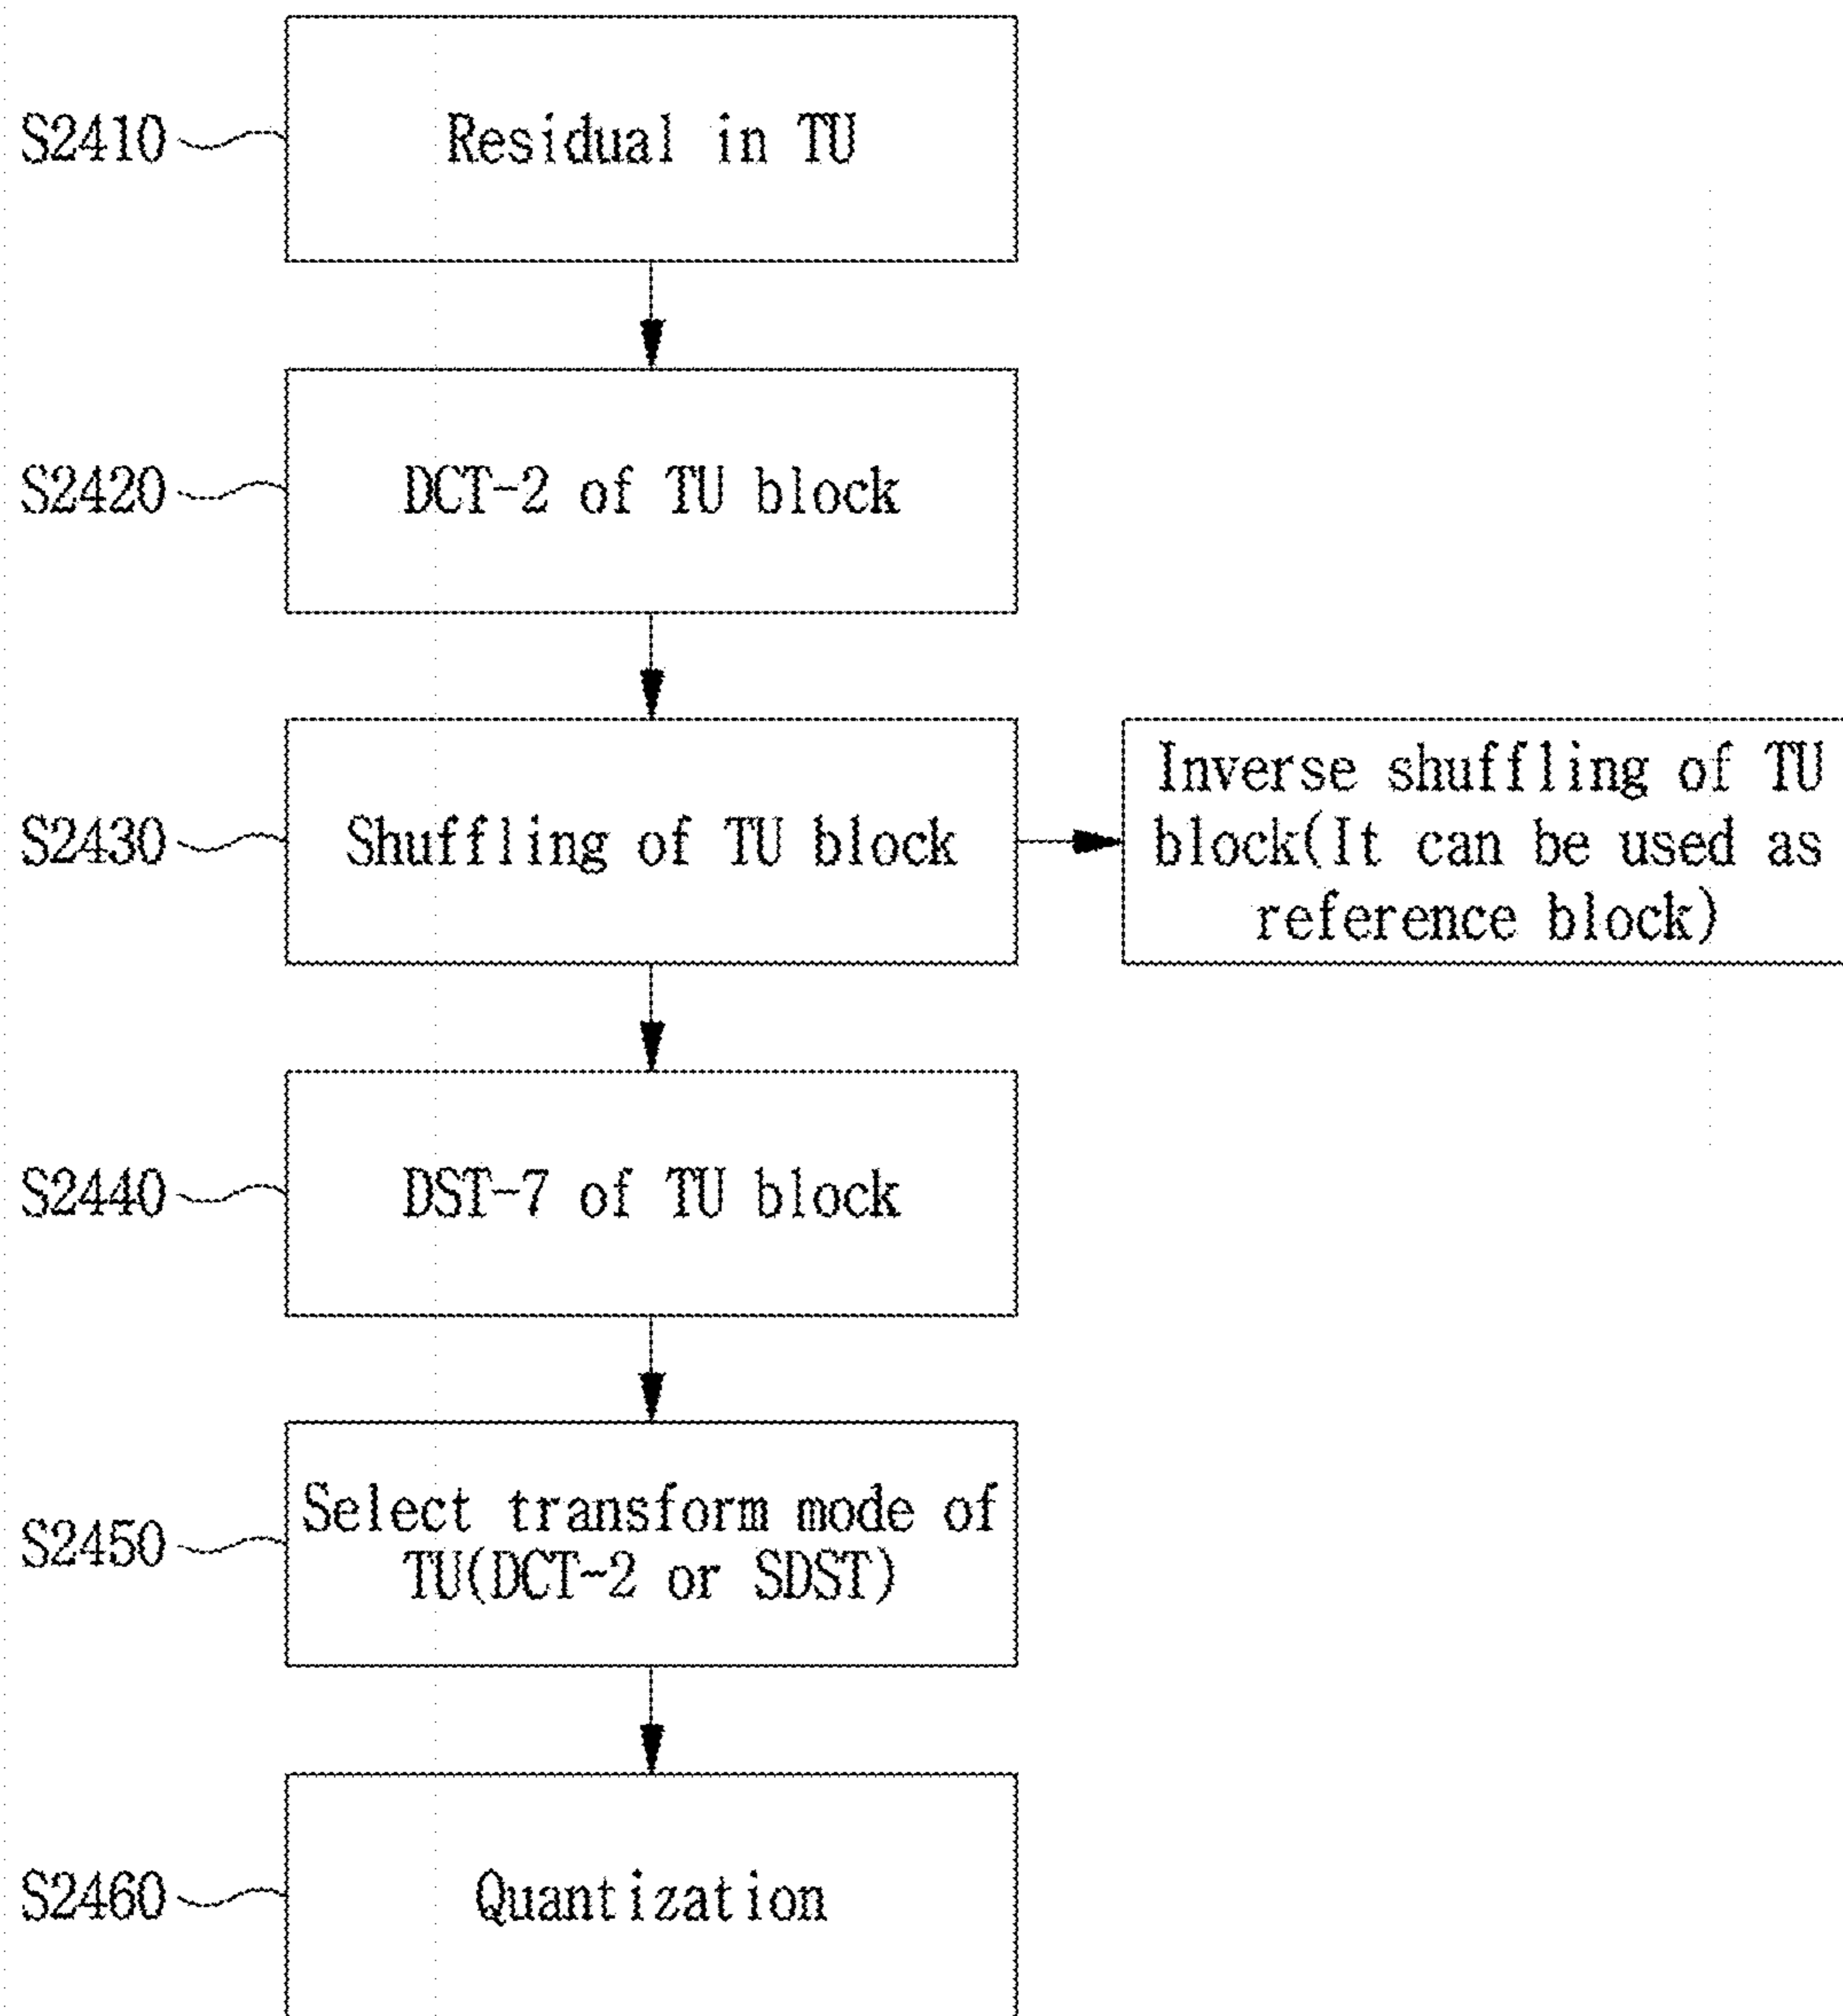 S2410
Residual in TU
S2420
DCT-2 of TU block
S2430
Shuffling of TU block
Inverse shuffling of TU
block(It can be used as
reference block)
S2440
DST-7 of TU block
S2450
Select transform mode of
TU(DCT-2 or SDST)
S2460
Quantization